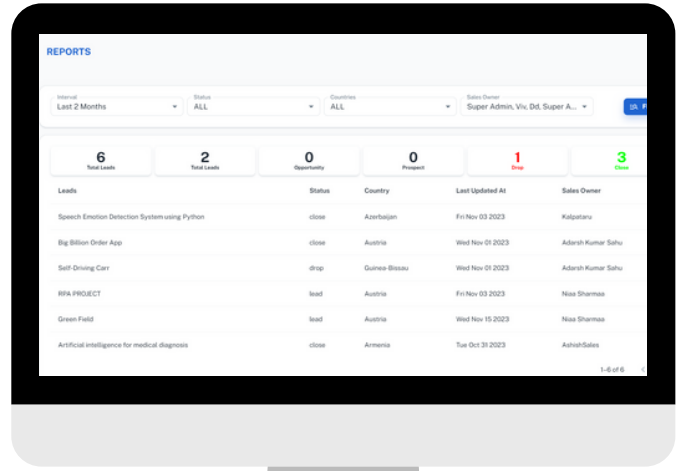 REPORTS
Interval Status Countries Sales Owner
Last 2 Months ALL ALL Super Admin, Viv, Dd, Super A...
6 2 0 0 1 3
Total Leads Total Leads Opportunity Prospect Drop Close
Leads Status Country Last Updated At Sales Owner
Speech Emotion Detection System using Python close Azerbaijan Fri Nov 03 2023 Kalpataru
Big Billion Order App close Austria Wed Nov 01 2023 Adarsh Kumar Sahu
Self-Driving Carr drop Guinea-Bissau Wed Nov 01 2023 Adarsh Kumar Sahu
RPA PROJECT lead Austria Fri Nov 03 2023 Niaa Sharmaa
Green Field lead Austria Wed Nov 15 2023 Niaa Sharmaa
Artificial intelligence for medical diagnosis close Armenia Tue Oct 31 2023 AshishSales
1–6 of 6